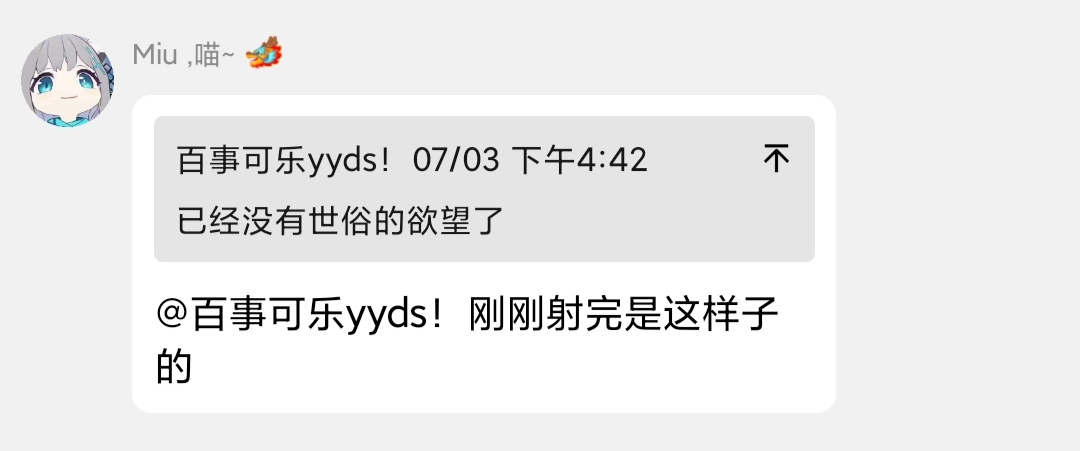 Miu ,喵~
百事可乐yyds！ 07/03 下午4:42
已经没有世俗的欲望了
@百事可乐yyds！ 刚刚射完是这样子
的